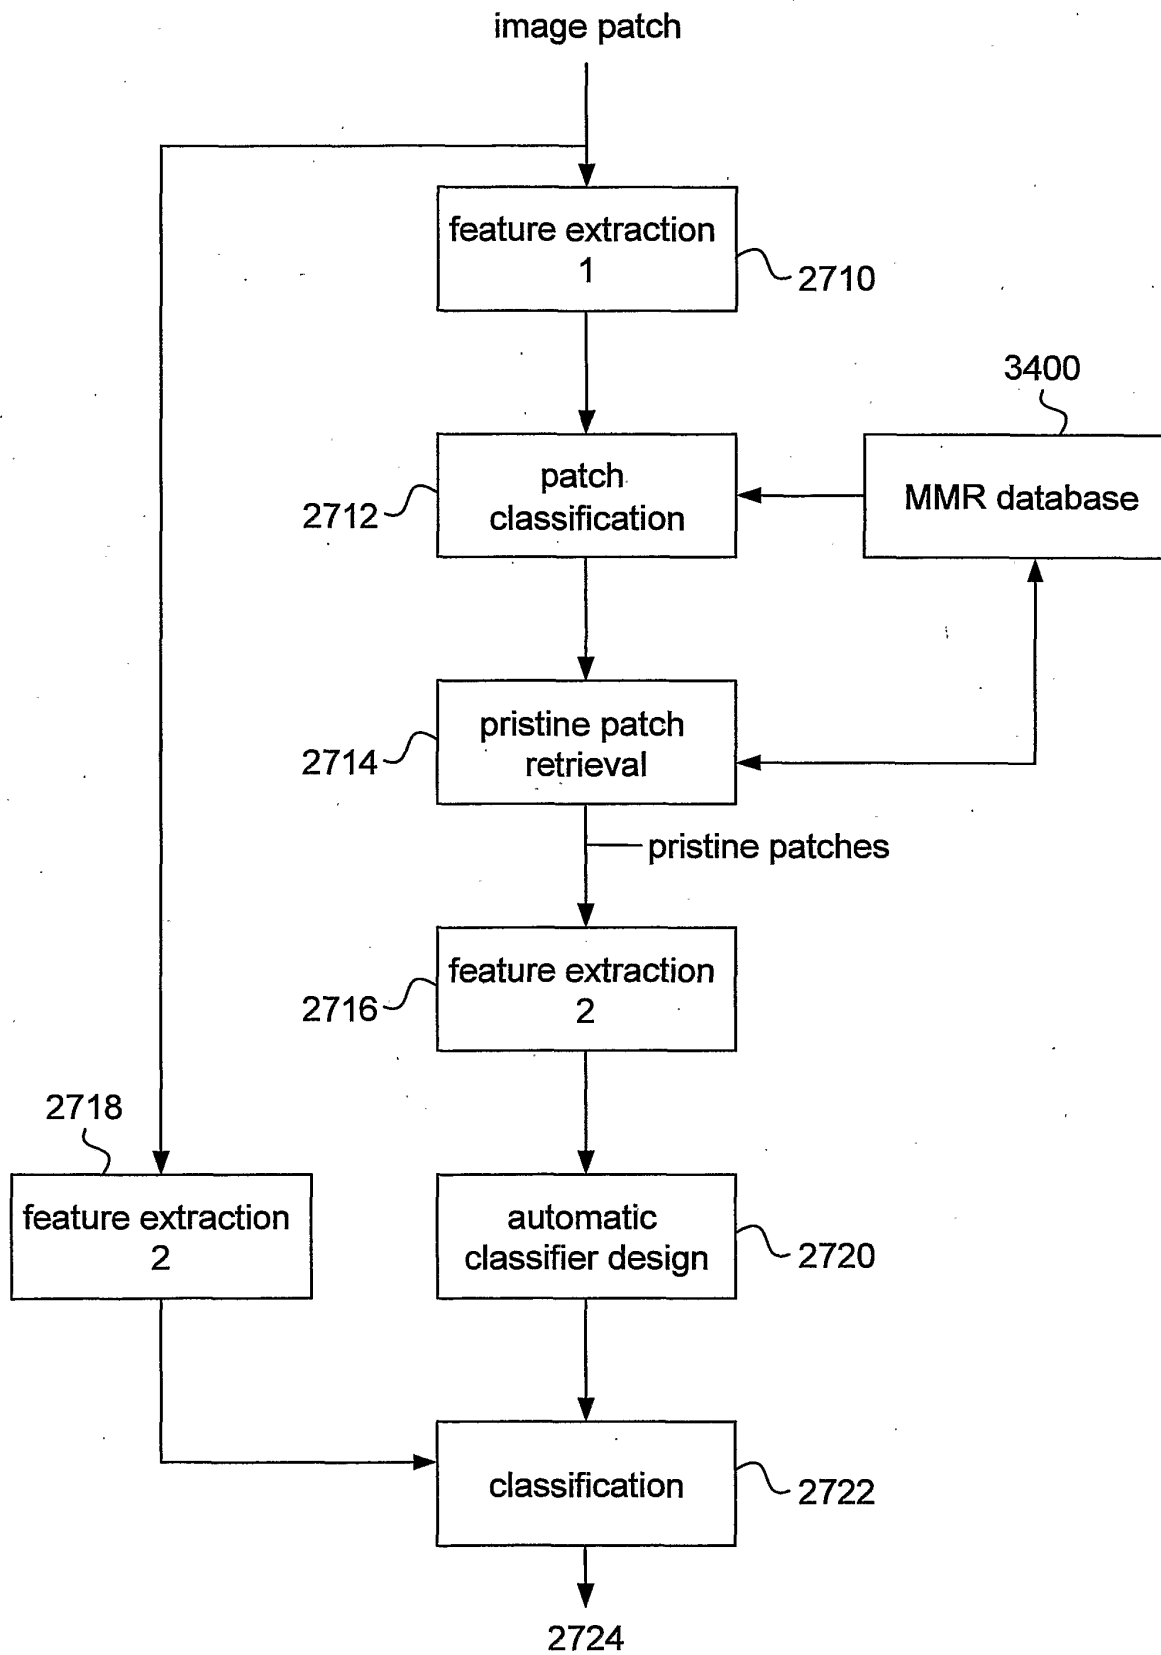 image patch
feature extraction
1
2710
3400
patch
classification
2712
MMR database
pristine patch
retrieval
2714
pristine patches
feature extraction
2
2716
2718
feature extraction
2
automatic
classifier design
2720
classification
2722
2724